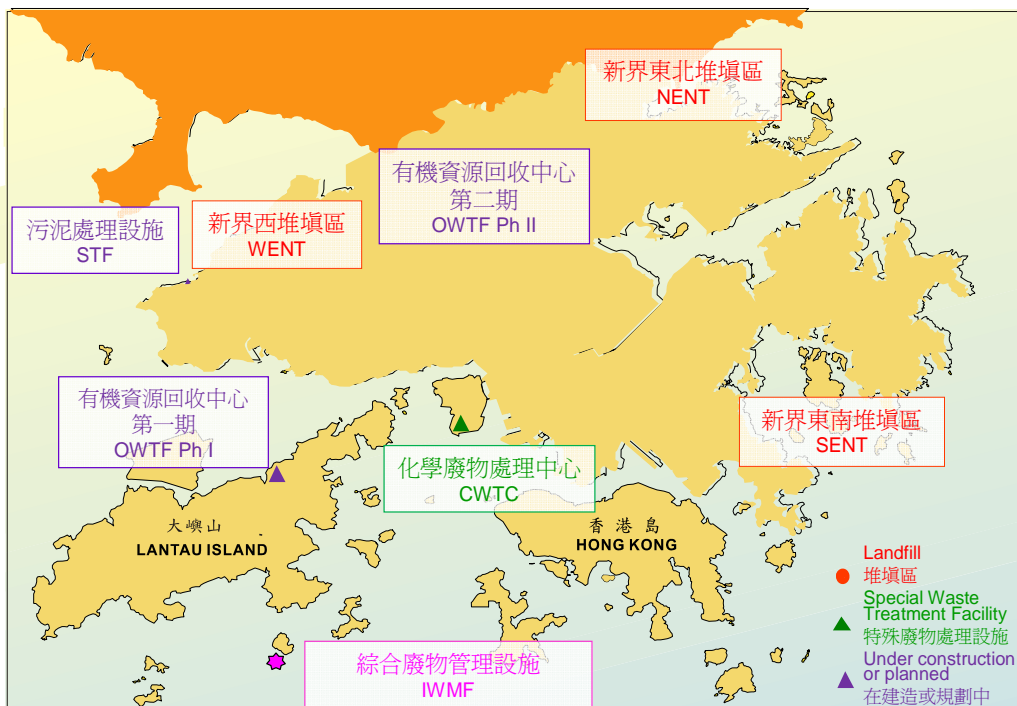 新界東北堆塡區
NENT
有機資源回收中心
第二期
OWTF Ph II
污泥處理設施
STF
新界西堆塡區
WENT
有機資源回收中心
第一期
OWTF Ph I
新界東南堆塡區
SENT
化學廢物處理中心
CWTC
大嶼山
LANTAU ISLAND
香港島
HONG KONG
綜合廢物管理設施
IWMF
Landfill
堆塡區
Special Waste
Treatment Facility
特殊廢物處理設施
Under construction
or planned
在建造或規劃中